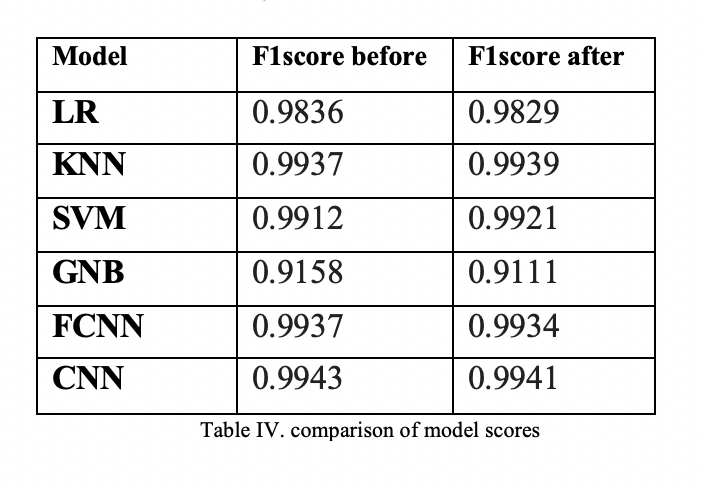 Model F1score before F1score after
LR 0.9836 0.9829
KNN 0.9937 0.9939
SVM 0.9912 0.9921
GNB 0.9158 0.9111
FCNN 0.9937 0.9934
CNN 0.9943 0.9941
Table IV. comparison of model scores